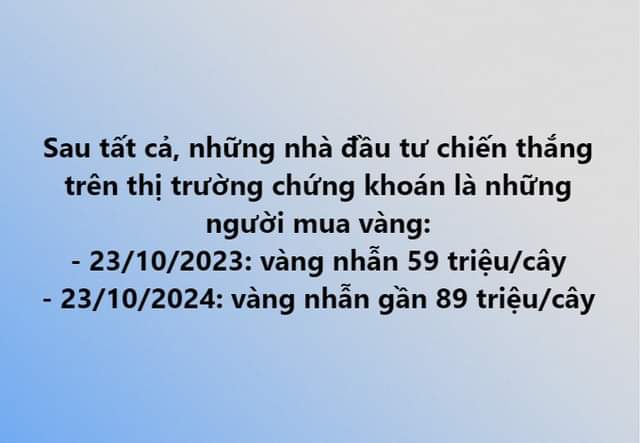 Sau tất cả, những nhà đầu tư chiến thắng
trên thị trường chứng khoán là những
người mua vàng:
- 23/10/2023: vàng nhẫn 59 triệu/cây
- 23/10/2024: vàng nhẫn gần 89 triệu/cây